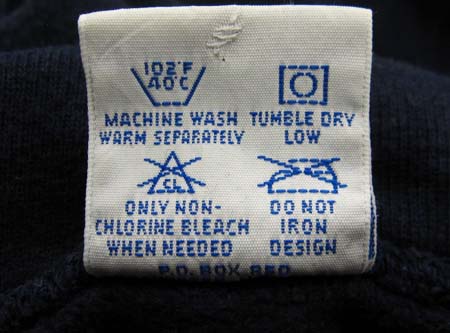 102°F
40°C
MACHINE WASH
WARM SEPARATELY
TUMBLE DRY
LOW
CL
ONLY NON-
CHLORINE BLEACH
WHEN NEEDED
DO NOT
IRON
DESIGN
P.O. BOX 850